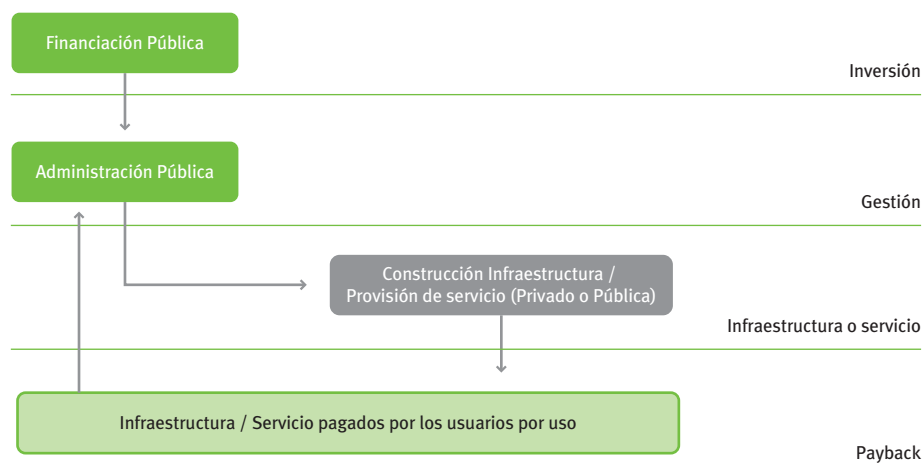 Financiación Pública
Inversión
Administración Pública
Gestión
Construcción Infraestructura /
Provisión de servicio (Privado o Pública)
Infraestructura o servicio
Infraestructura / Servicio pagados por los usuarios por uso
Payback